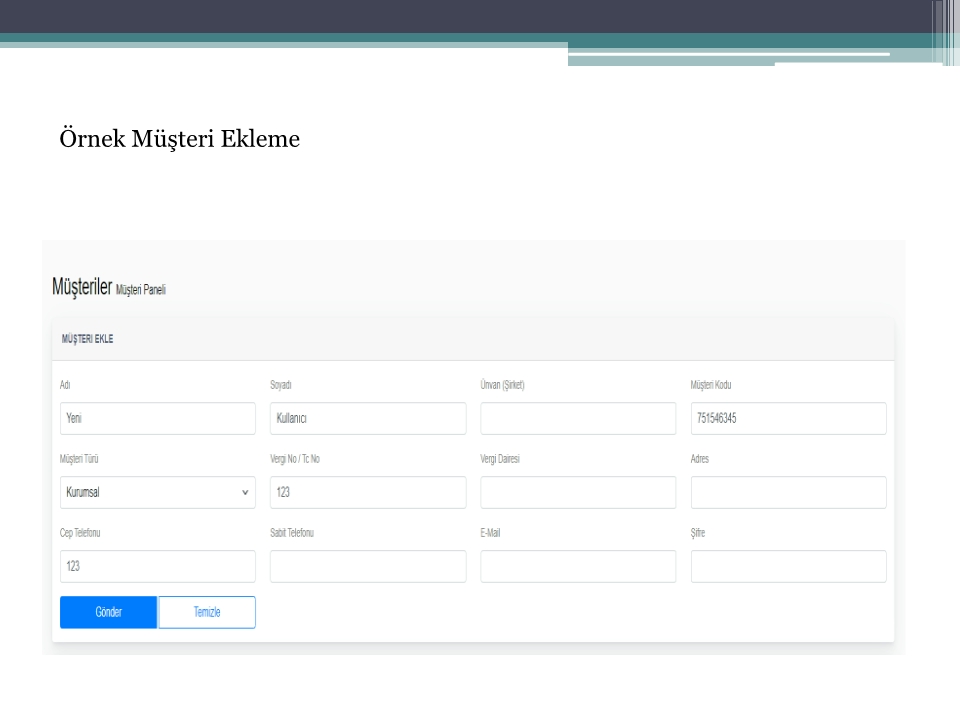 Örnek Müşteri Ekleme
Müşteriler Müşteri Paneli
MÜŞTERI EKLE
Adı Soyadı Ünvan (Şirket) Müşteri Kodu
Yeni Kullanıcı 751546345
Müşteri Türü Vergi No / Tc No Vergi Dairesi Adres
Kurumsal 123
Cep Telefonu Sabit Telefonu E-Mail Şifre
123
Gönder Temizle